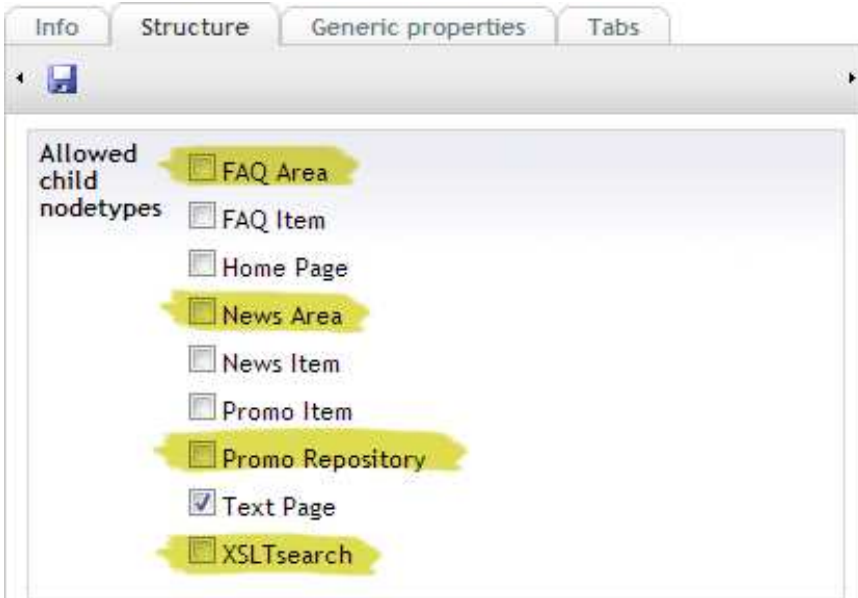 Info Structure Generic properties Tabs
Allowed
child
nodetypes
FAQ Area
FAQ Item
Home Page
News Area
News Item
Promo Item
Promo Repository
Text Page
XSLTsearch